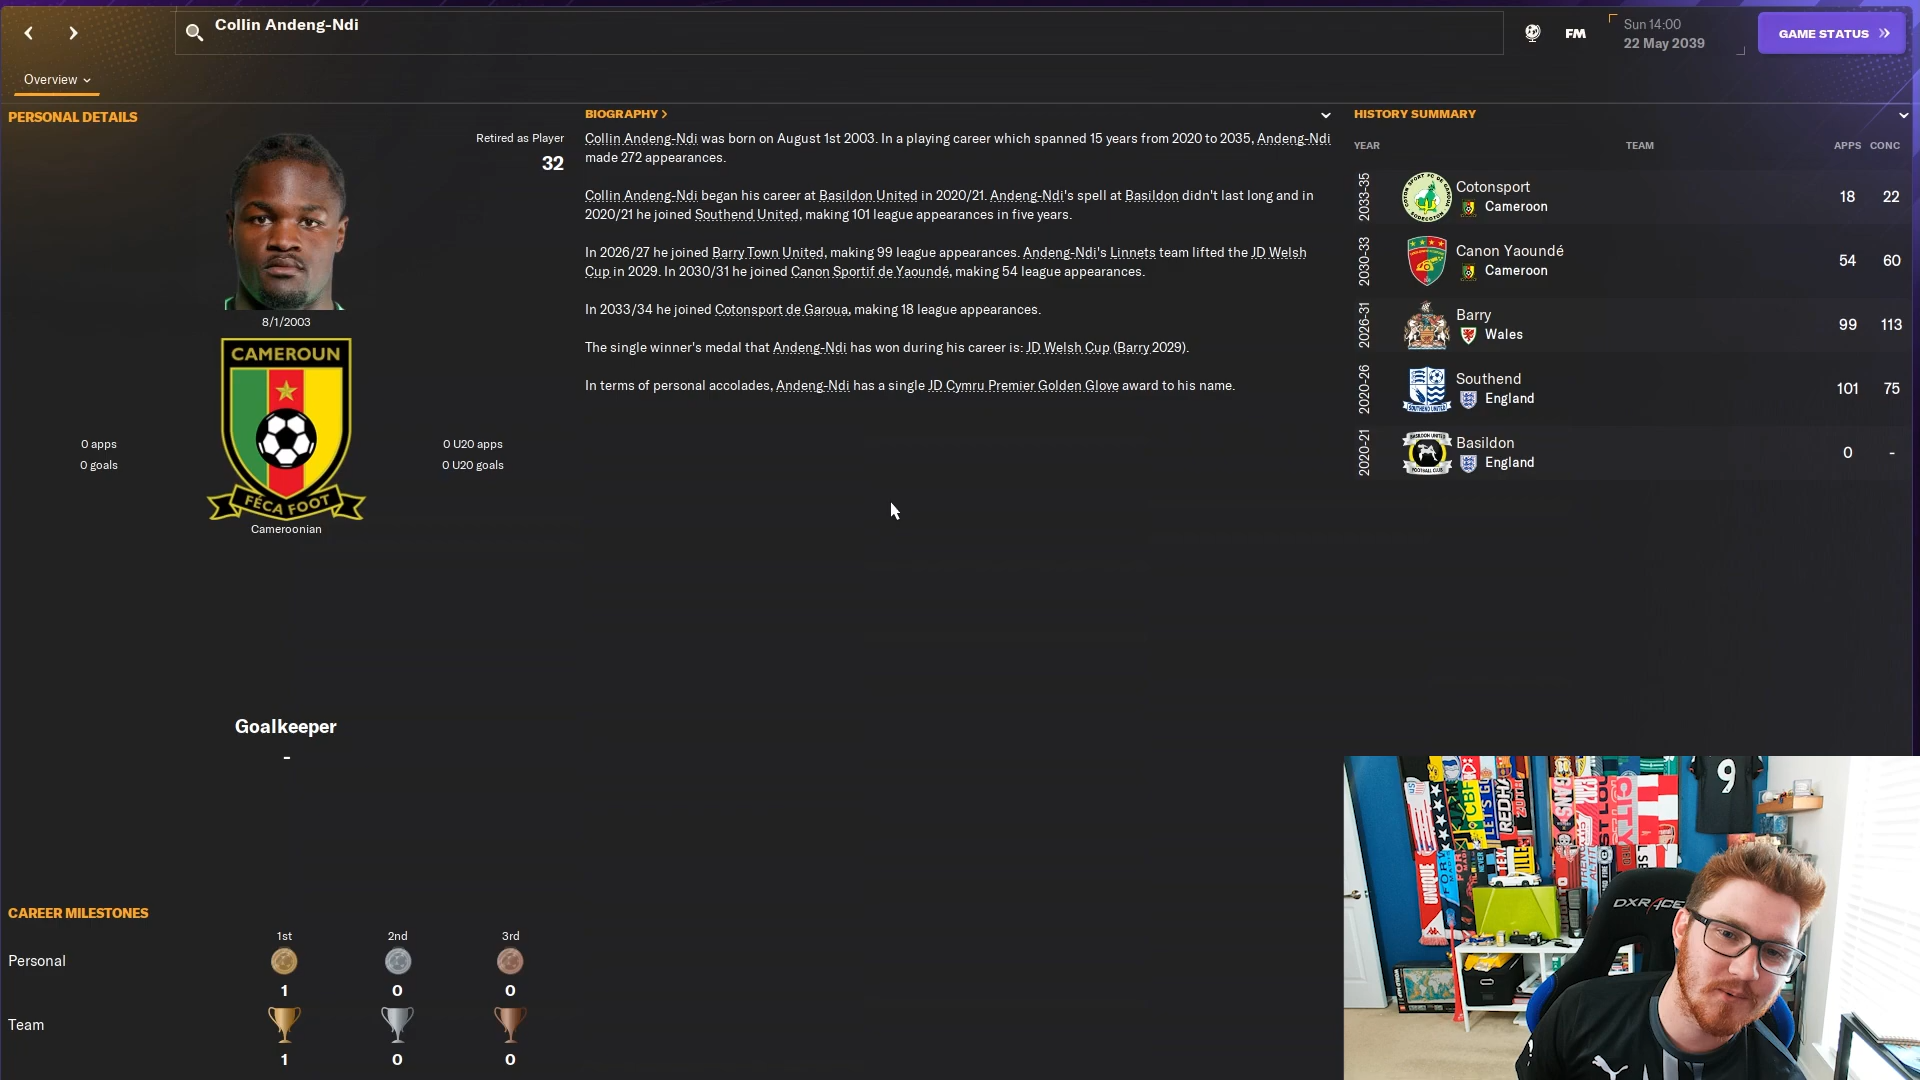 Collin Andeng-Ndi
FM
Sun 14:00
22 May 2039
GAME STATUS
Overview
PERSONAL DETAILS
Retired as Player
32
8/1/2003
CAMEROUN
FÉCA FOOT
0 apps
0 goals
0 U20 apps
0 U20 goals
Cameroonian
Goalkeeper
-
CAREER MILESTONES
1st 2nd 3rd
Personal
1 0 0
Team
1 0 0
BIOGRAPHY
Collin Andeng-Ndi was born on August 1st 2003. In a playing career which spanned 15 years from 2020 to 2035, Andeng-Ndi
made 272 appearances.
Collin Andeng-Ndi began his career at Basildon United in 2020/21. Andeng-Ndi's spell at Basildon didn't last long and in
2020/21 he joined Southend United, making 101 league appearances in five years.
In 2026/27 he joined Barry Town United, making 99 league appearances. Andeng-Ndi's Linnets team lifted the JD Welsh
Cup in 2029. In 2030/31 he joined Canon Sportif de Yaoundé, making 54 league appearances.
In 2033/34 he joined Cotonsport de Garoua, making 18 league appearances.
The single winner's medal that Andeng-Ndi has won during his career is: JD Welsh Cup (Barry 2029).
In terms of personal accolades, Andeng-Ndi has a single JD Cymru Premier Golden Glove award to his name.
HISTORY SUMMARY
YEAR TEAM APPS CONC
2033-35 Cotonsport 18 22
Cameroon
2030-33 Canon Yaoundé 54 60
Cameroon
2026-31 Barry 99 113
Wales
2020-26 Southend 101 75
England
2020-21 Basildon 0 -
England
9
CBF
LET'S G
REDHA
CITY
UNIQUE
DXRACE